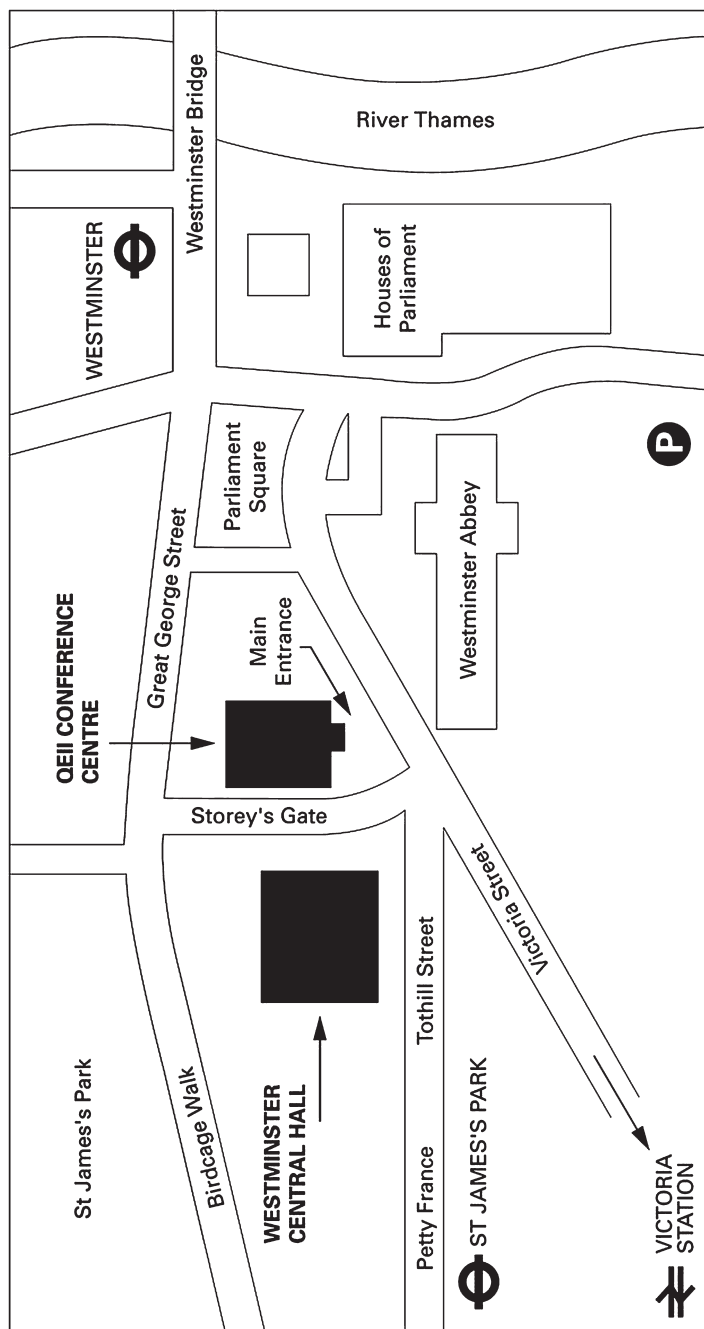 River Thames
Westminster Bridge
WESTMINSTER
Houses of
Parliament
Parliament
Square
P
Great George Street
Westminster Abbey
QEII CONFERENCE
CENTRE
Main
Entrance
Storey's Gate
Victoria Street
Tothill Street
St James's Park
Birdcage Walk
WESTMINSTER
CENTRAL HALL
Petty France
ST JAMES'S PARK
VICTORIA
STATION